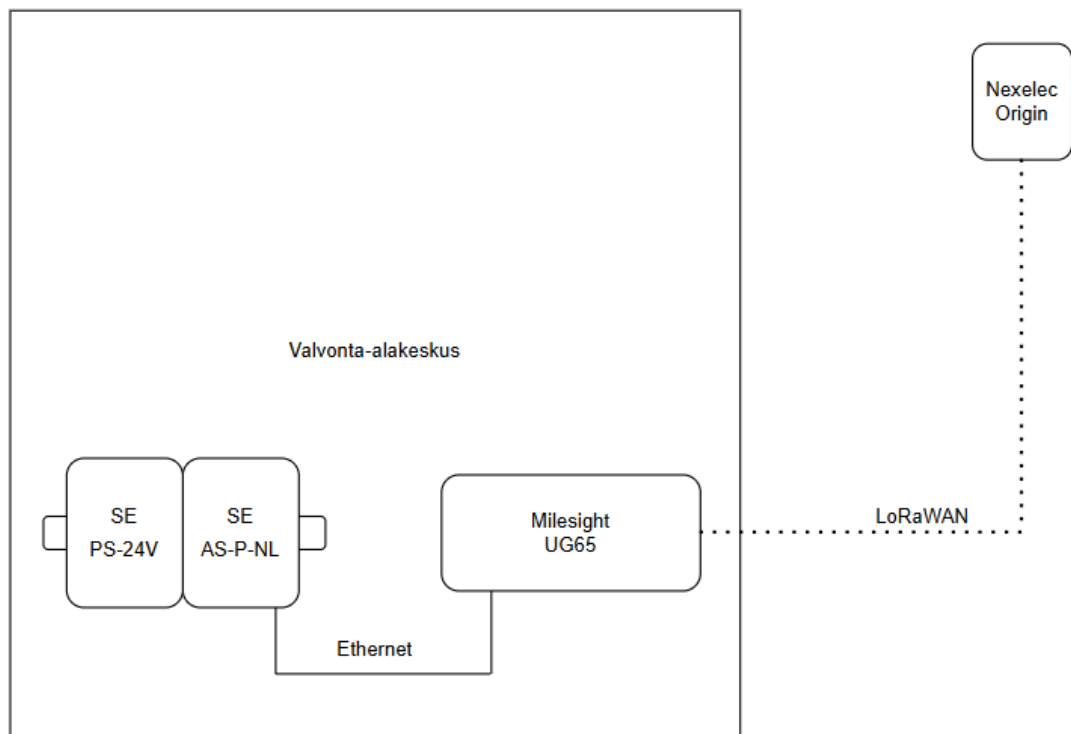 Nexelec
Origin
Valvonta-alakeskus
SE
PS-24V
SE
AS-P-NL
Milesight
UG65
LoRaWAN
Ethernet